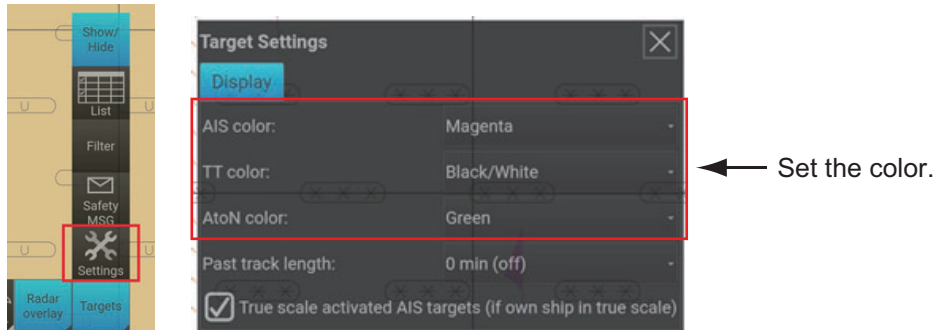 Show/
Hide
List
Filter
Safety
MSG
Settings
Radar
overlay
Targets
U
U
U
U
Target Settings
Display
AIS color:
Magenta
TT color:
Black/White
AtoN color:
Green
Past track length:
0 min (off)
True scale activated AIS targets (if own ship in true scale)
Set the color.